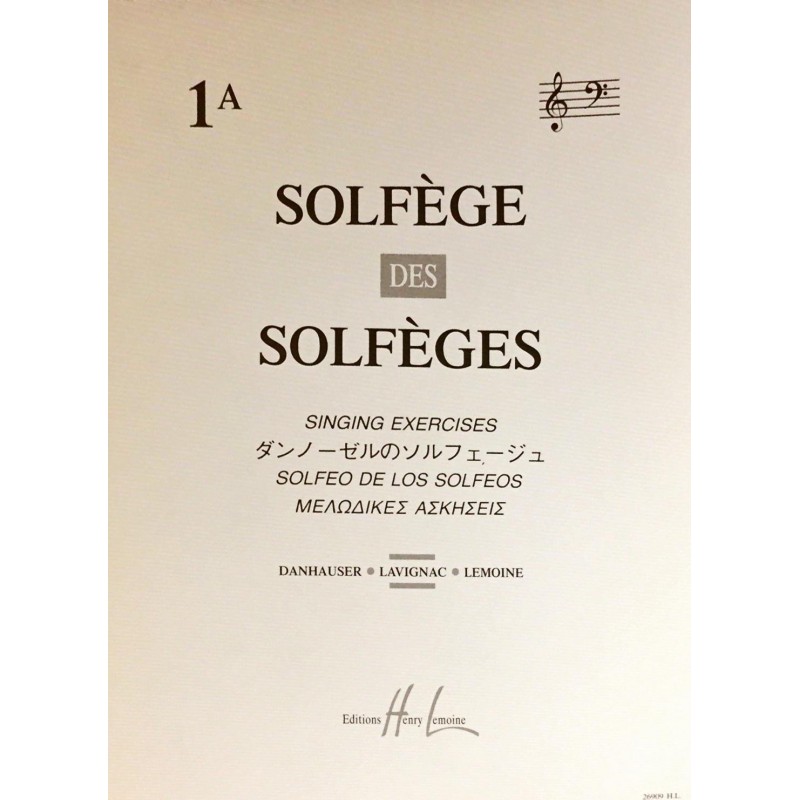 1A
SOLFÈGE
DES
SOLFÈGES
SINGING EXERCISES
ダンノーゼルのソルフェージュ
SOLFEO DE LOS SOLFEOS
ΜΕΛΩΔΙΚΕΣ ΑΣΚΗΣΕΙΣ
DANHAUSER • LAVIGNAC • LEMOINE
Editions Henry Lemoine
26909 H.L.